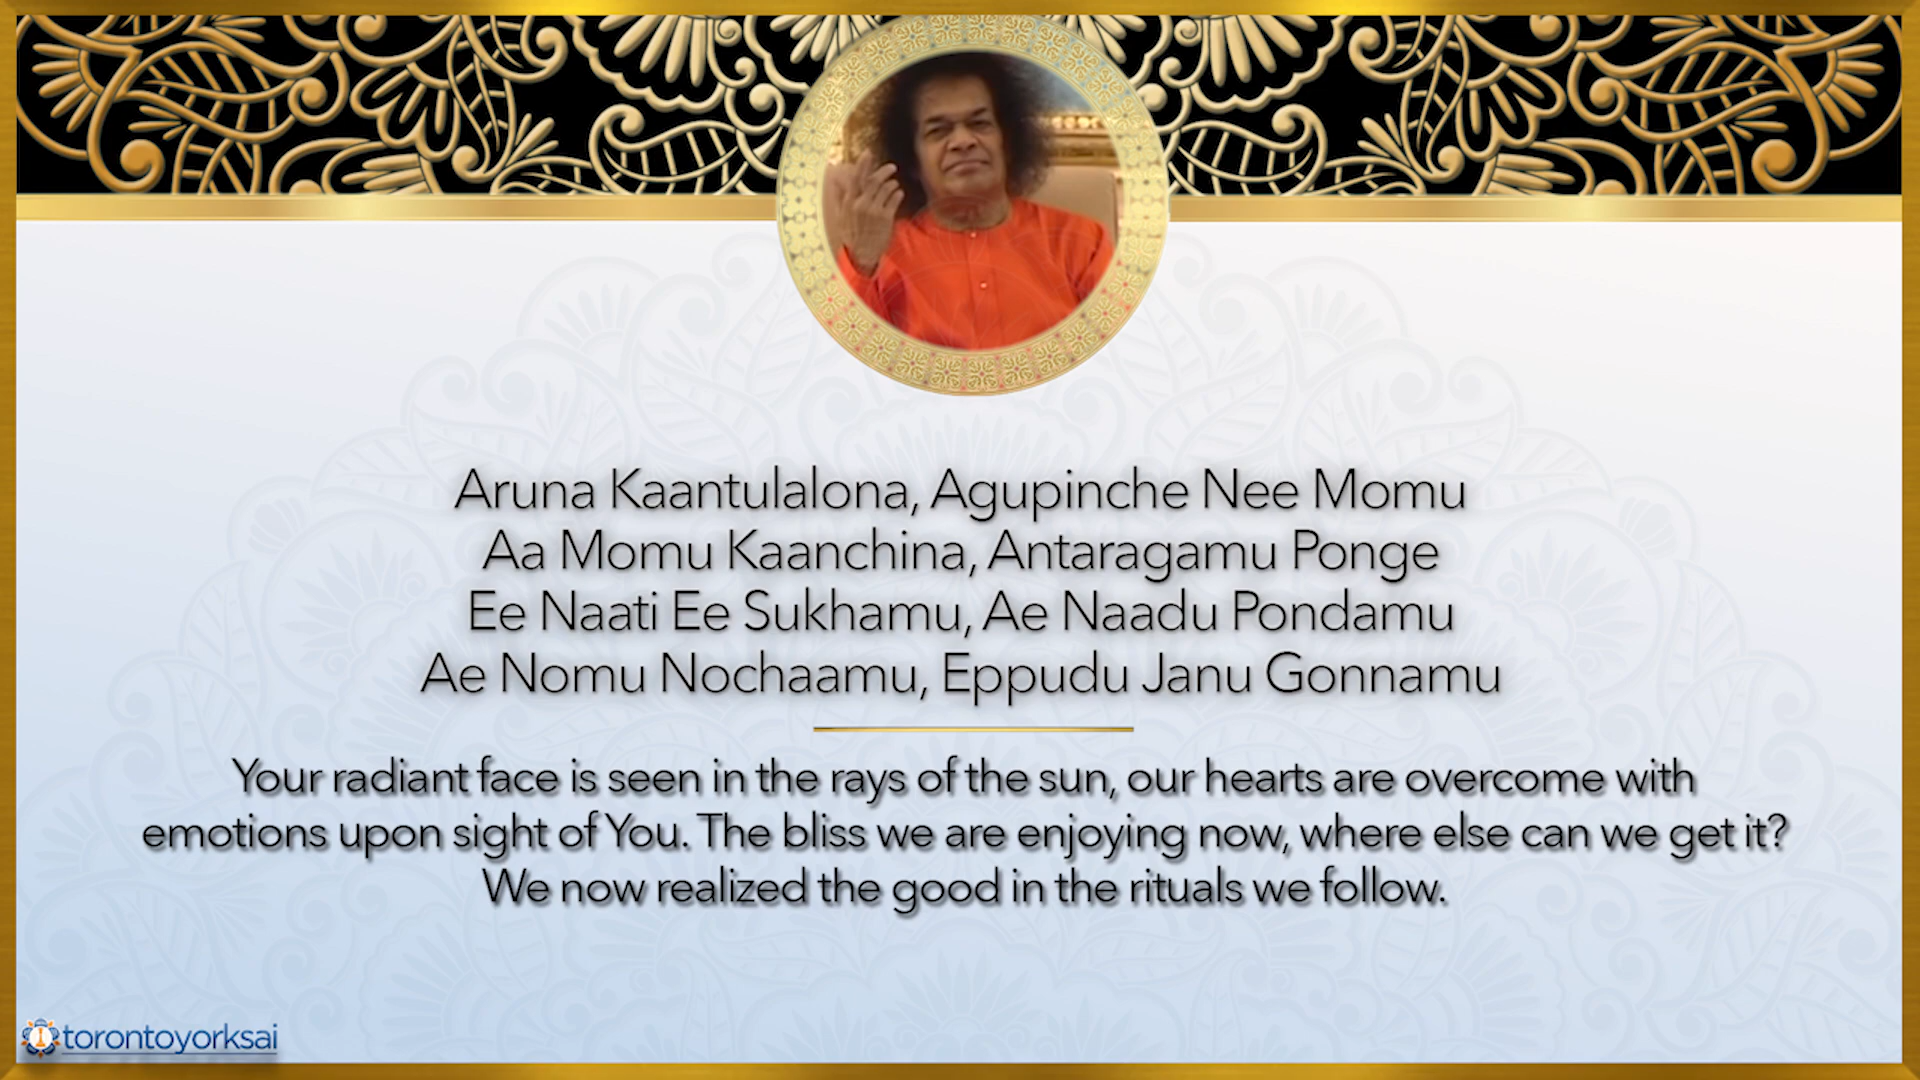 Aruna Kaantulalona, Agupinche Nee Momu
Aa Momu Kaanchina, Antaragamu Ponge
Ee Naati Ee Sukhamu, Ae Naadu Pondamu
Ae Nomu Nochaamu, Eppudu Janu Gonnamu
Your radiant face is seen in the rays of the sun, our hearts are overcome with
emotions upon sight of You. The bliss we are enjoying now, where else can we get it?
We now realized the good in the rituals we follow.
torontoyorksai